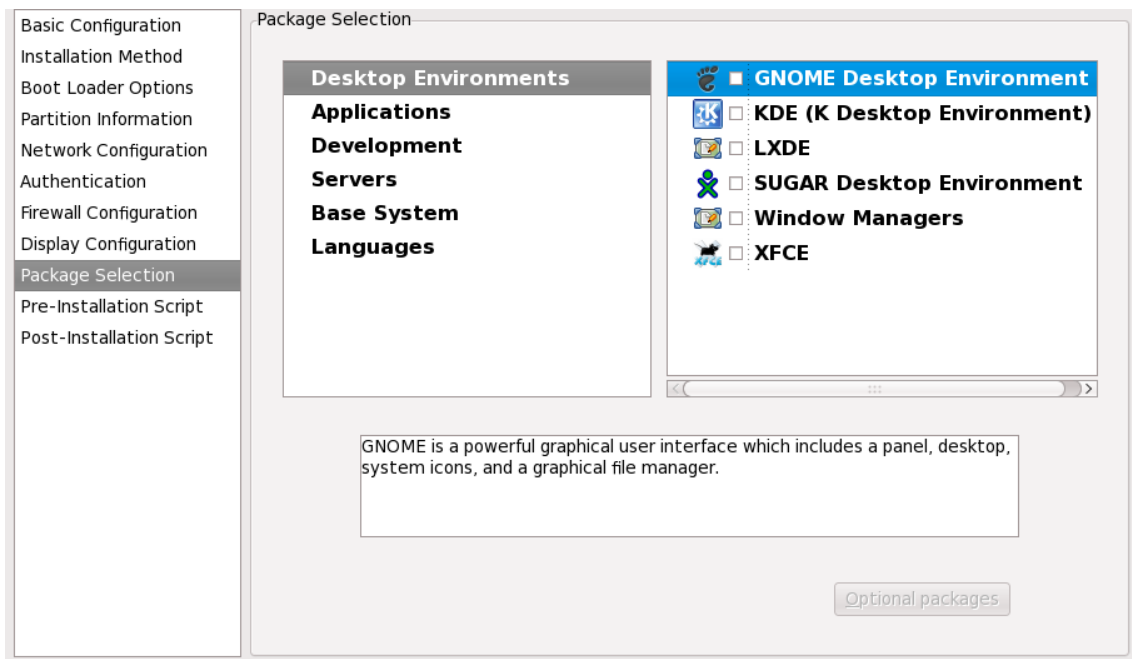 Basic Configuration
Installation Method
Boot Loader Options
Partition Information
Network Configuration
Authentication
Firewall Configuration
Display Configuration
Package Selection
Pre-Installation Script
Post-Installation Script
Package Selection
Desktop Environments
Applications
Development
Servers
Base System
Languages
GNOME Desktop Environment
KDE (K Desktop Environment)
LXDE
SUGAR Desktop Environment
Window Managers
XFCE
GNOME is a powerful graphical user interface which includes a panel, desktop,
system icons, and a graphical file manager.
Optional packages